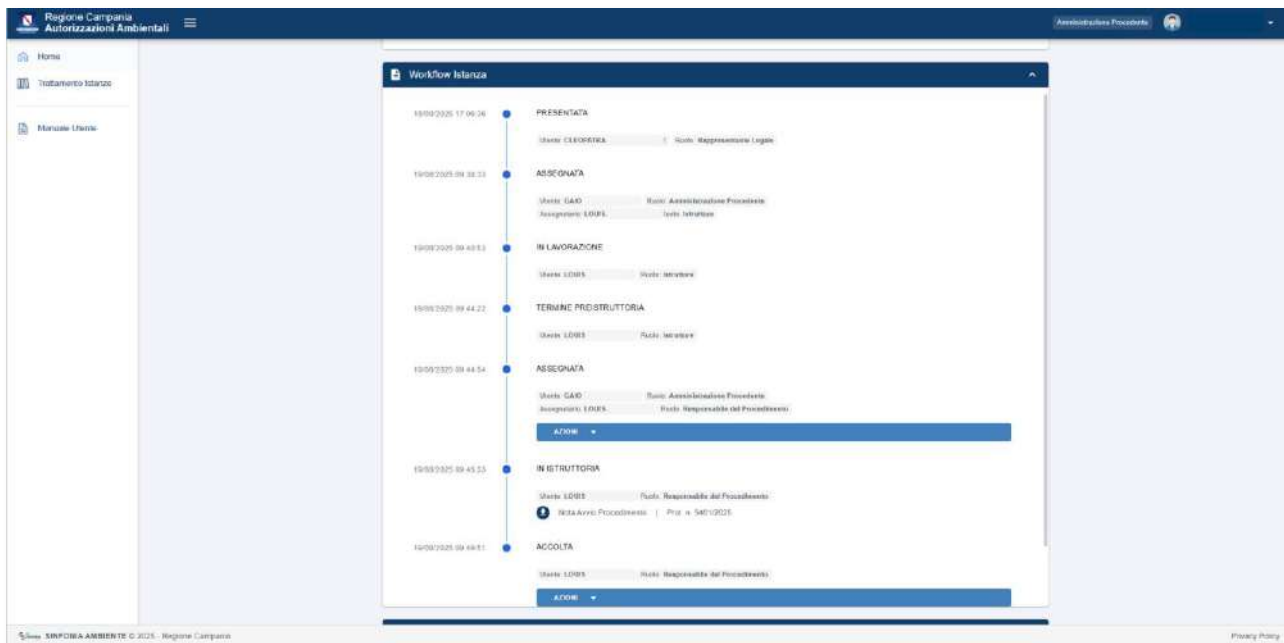 Regione Campania
Autorizzazioni Ambientali
Amministrazione Procedente
Home
Trattamento Istanze
Manuale Utente
Workflow Istanza
PRESENTATA
Utente: CLEOPATRA Ruolo: Rappresentante Legale
ASSEGNATA
Utente: GAIO Ruolo: Amministrazione Procedente
Assegnatario: LOUIS Ruolo: Istruttore
IN LAVORAZIONE
Utente: LOUIS Ruolo: Istruttore
TERMINE PREISTRUTTORIA
Utente: LOUIS Ruolo: Istruttore
ASSEGNATA
Utente: GAIO Ruolo: Amministrazione Procedente
Assegnatario: LOUIS Ruolo: Responsabile del Procedimento
AZIONI
IN ISTRUTTORIA
Utente: LOUIS Ruolo: Responsabile del Procedimento
Nota Avvio Procedimento | Prot. n.
ACCOLTA
Utente: LOUIS Ruolo: Responsabile del Procedimento
AZIONI
SINFONIA AMBIENTE © 2025 - Regione Campania
Privacy Policy